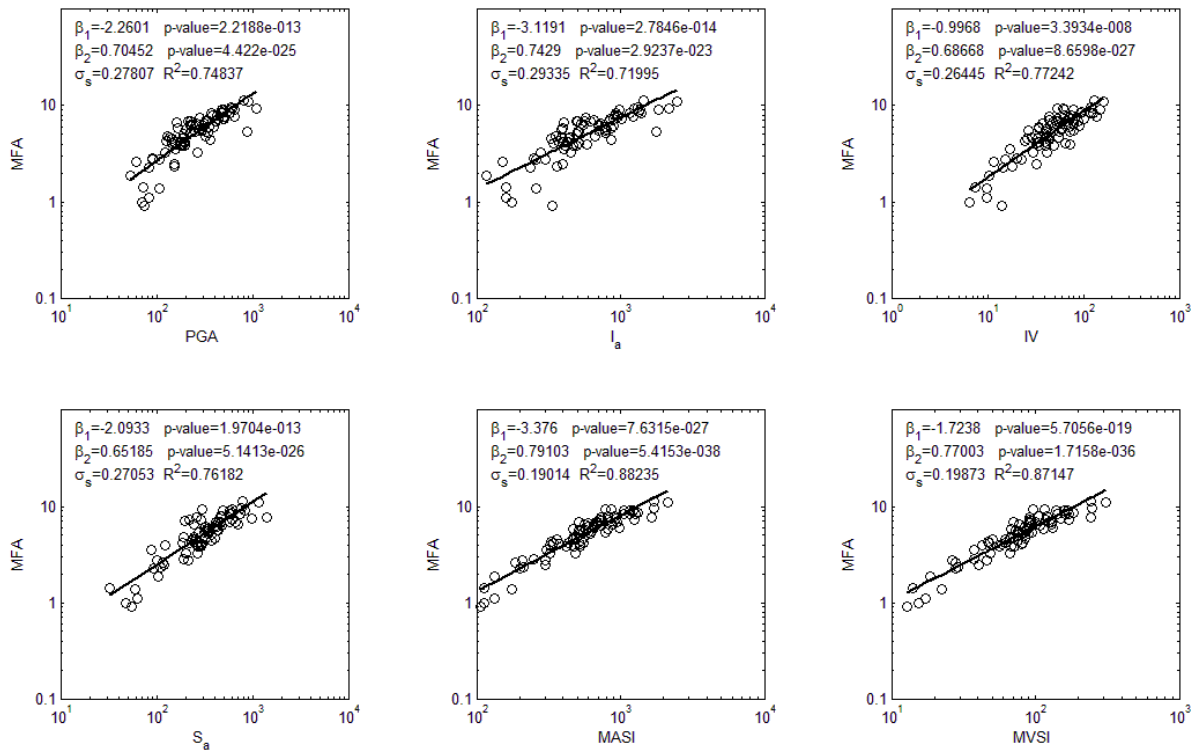 β1=-2.2601 p-value=2.2188e-013
β2=0.70452 p-value=4.422e-025
σs=0.27807 R2=0.74837
10
1
0.1
MFA
101 102 103 104
PGA
β1=-3.1191 p-value=2.7846e-014
β2=0.7429 p-value=2.9237e-023
σs=0.29335 R2=0.71995
10
1
0.1
MFA
102 103 104
Ia
β1=-0.9968 p-value=3.3934e-008
β2=0.68668 p-value=8.6598e-027
σs=0.26445 R2=0.77242
10
1
0.1
MFA
100 101 102 103
IV
β1=-2.0933 p-value=1.9704e-013
β2=0.65185 p-value=5.1413e-026
σs=0.27053 R2=0.76182
10
1
0.1
MFA
101 102 103 104
Sa
β1=-3.376 p-value=7.6315e-027
β2=0.79103 p-value=5.4153e-038
σs=0.19014 R2=0.88235
10
1
0.1
MFA
102 103 104
MASI
β1=-1.7238 p-value=5.7056e-019
β2=0.77003 p-value=1.7158e-036
σs=0.19873 R2=0.87147
10
1
0.1
MFA
101 102 103
MVSI